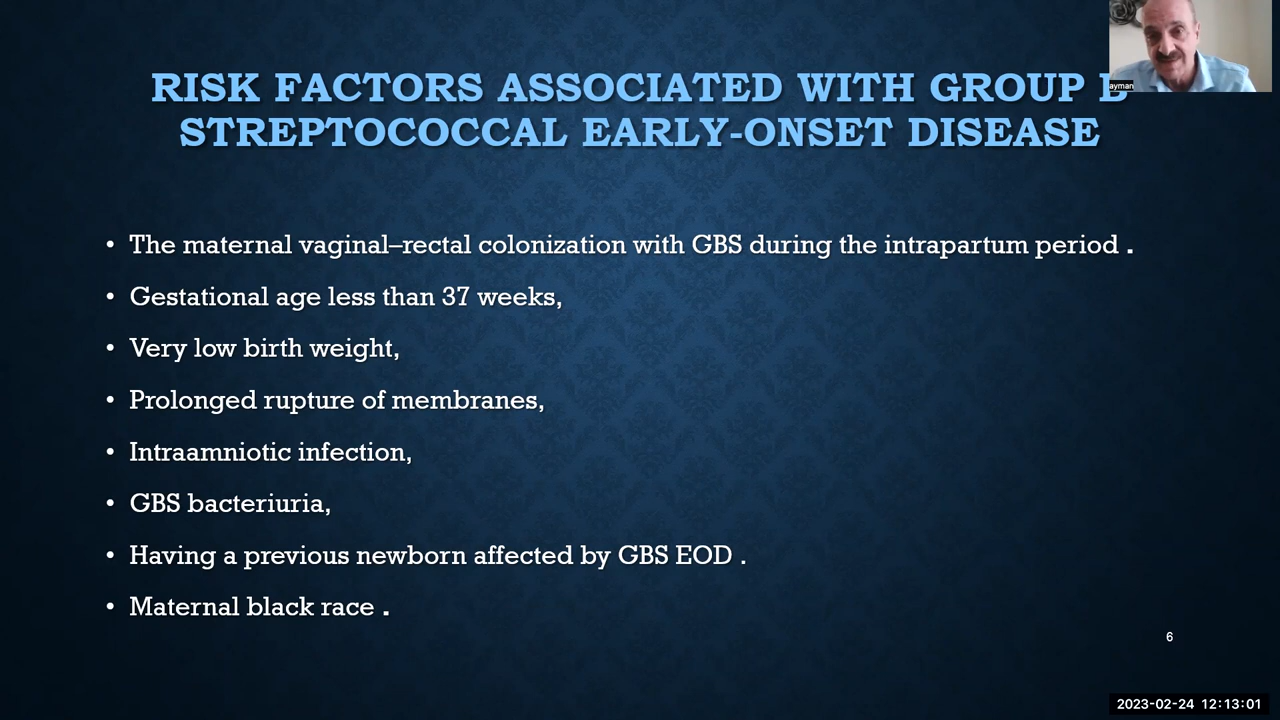 RISK FACTORS ASSOCIATED WITH GROUP B
STREPTOCOCCAL EARLY-ONSET DISEASE
ayman
• The maternal vaginal–rectal colonization with GBS during the intrapartum period .
• Gestational age less than 37 weeks,
• Very low birth weight,
• Prolonged rupture of membranes,
• Intraamniotic infection,
• GBS bacteriuria,
• Having a previous newborn affected by GBS EOD .
• Maternal black race .
6
2023-02-24 12:13:01